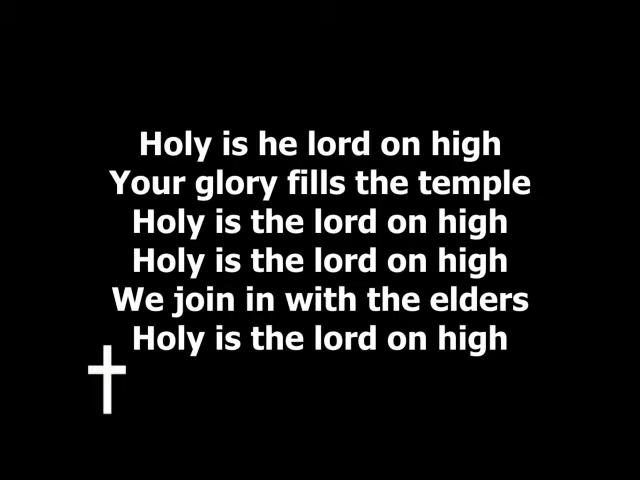 Holy is he lord on high
Your glory fills the temple
Holy is the lord on high
Holy is the lord on high
We join in with the elders
Holy is the lord on high